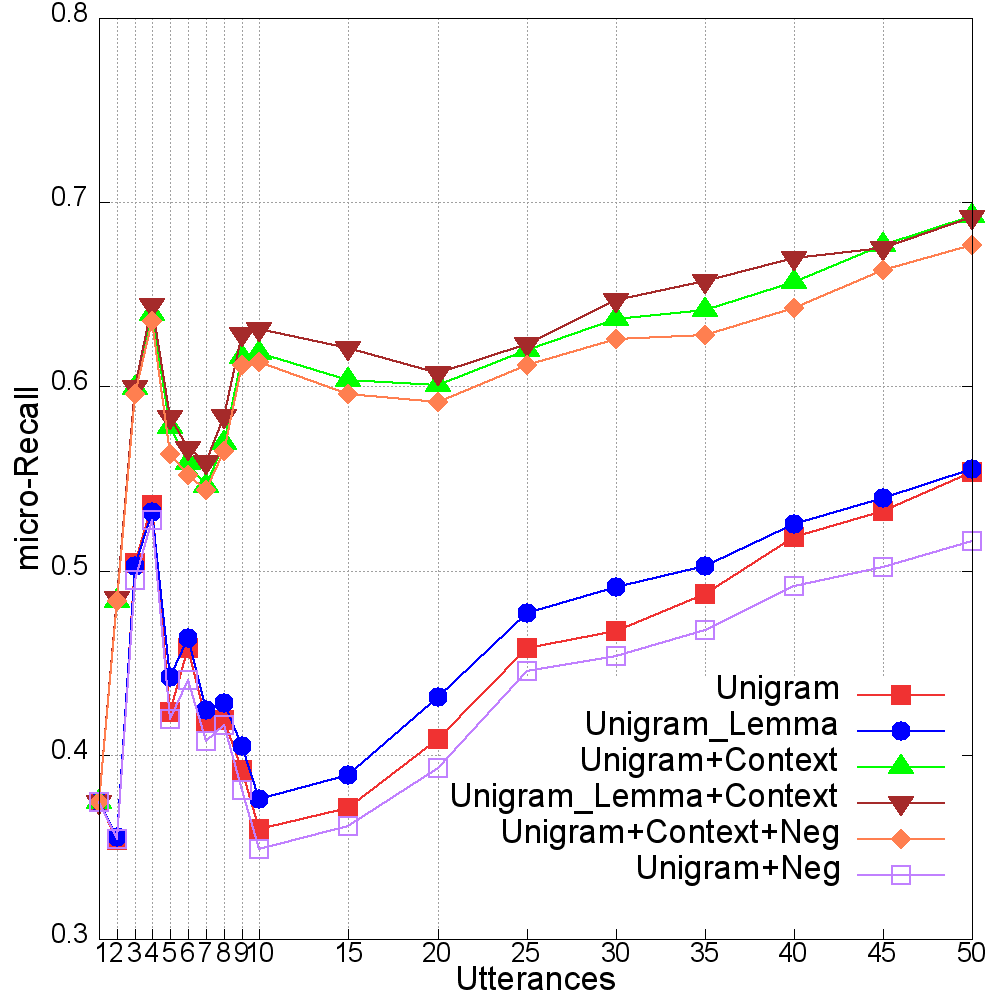 0.8
0.7
0.6
0.5
0.4
0.3
micro-Recall
Unigram
Unigram_Lemma
Unigram+Context
Unigram_Lemma+Context
Unigram+Context+Neg
Unigram+Neg
1 2 3 4 5 6 7 8 9 10 15 20 25 30 35 40 45 50
Utterances